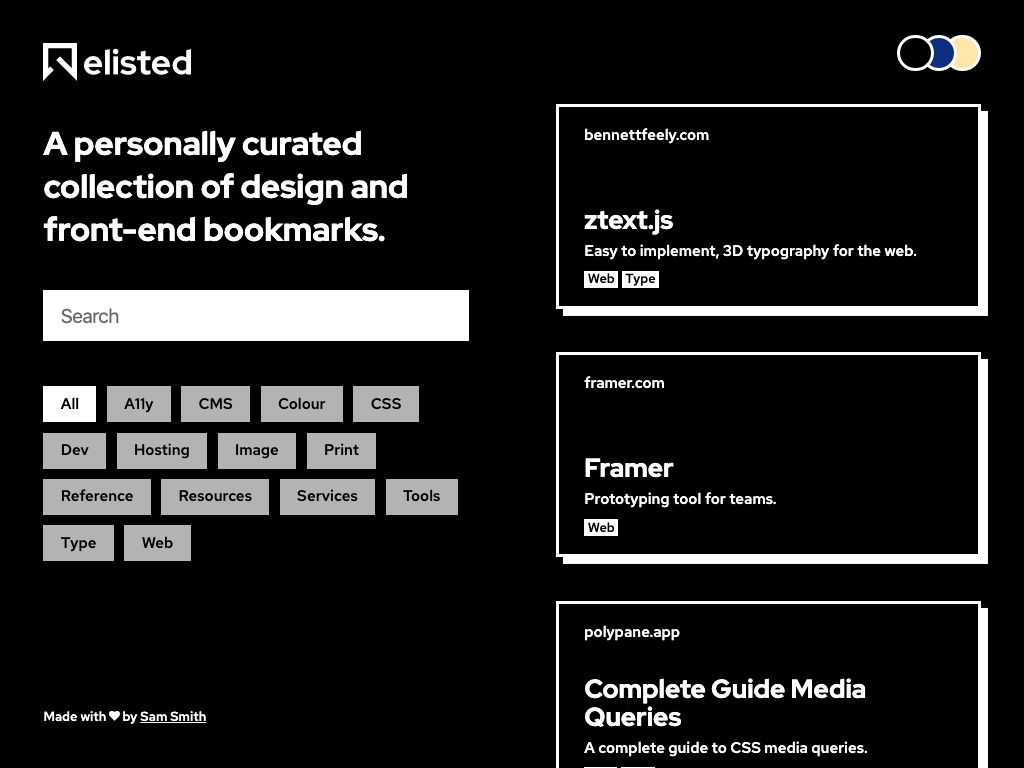 elisted
A personally curated
collection of design and
front-end bookmarks.
Search
All
A11y
CMS
Colour
CSS
Dev
Hosting
Image
Print
Reference
Resources
Services
Tools
Type
Web
Made with ♥ by Sam Smith
bennettfeely.com
ztext.js
Easy to implement, 3D typography for the web.
Web Type
framer.com
Framer
Prototyping tool for teams.
Web
polypane.app
Complete Guide Media
Queries
A complete guide to CSS media queries.